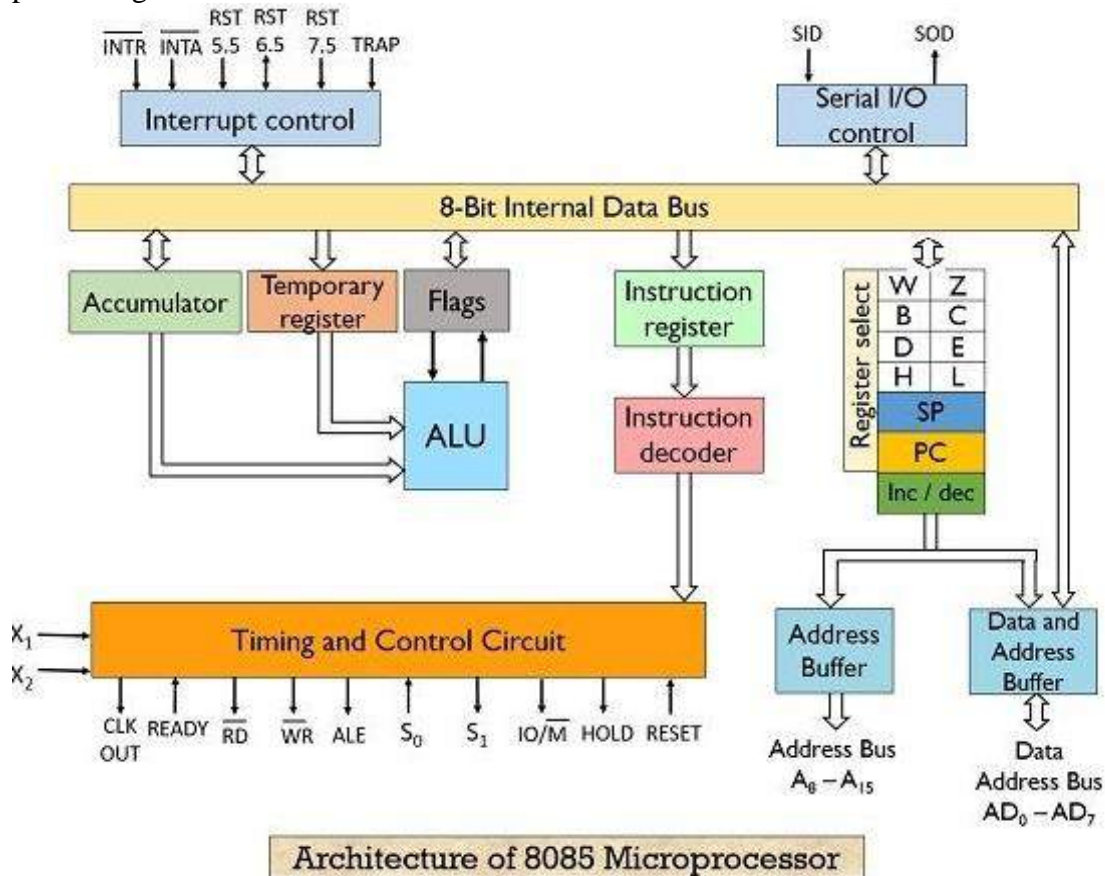 RST RST RST
INTR INTA 5.5 6.5 7.5 TRAP
SID SOD
Interrupt control
Serial I/O
control
8-Bit Internal Data Bus
Accumulator
Temporary
register
Flags
ALU
Instruction
register
Instruction
decoder
Register select
W Z
B C
D E
H L
SP
PC
Inc / dec
X₁
X₂
Timing and Control Circuit
CLK
OUT
READY RD WR ALE S₀ S₁ IO/M HOLD RESET
Address
Buffer
Data and
Address
Buffer
Address Bus
A₈ – A₁₅
Data
Address Bus
AD₀ – AD₇
Architecture of 8085 Microprocessor